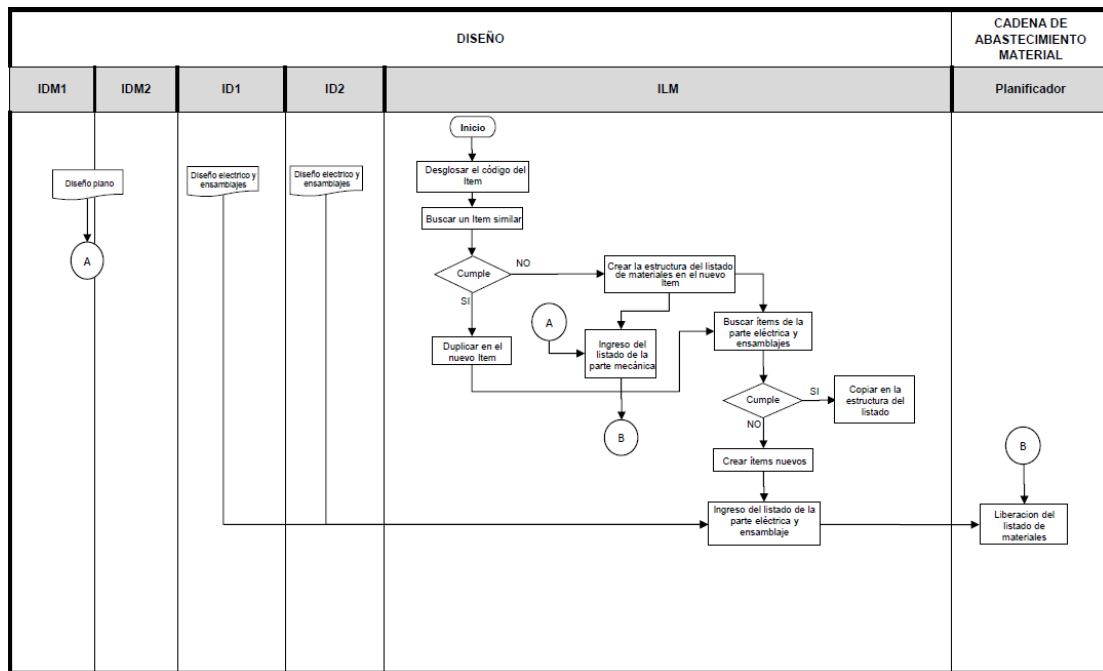 DISEÑO
CADENA DE
ABASTECIMIENTO
MATERIAL
IDM1
IDM2
ID1
ID2
ILM
Planificador
Inicio
Diseño plano
Diseño electrico y
ensamblajes
Diseño electrico y
ensamblajes
Desglosar el código del
Item
Buscar un Item similar
A
Cumple
NO
SI
Crear la estructura del listado
de materiales en el nuevo
Item
A
Duplicar en el
nuevo Item
Ingreso del
listado de la
parte mecánica
Buscar ítems de la
parte eléctrica y
ensamblajes
Cumple
SI
NO
Copiar en la
estructura del
listado
B
B
Crear ítems nuevos
Ingreso del listado de la
parte eléctrica y
ensamblaje
Liberacion del
listado de
materiales